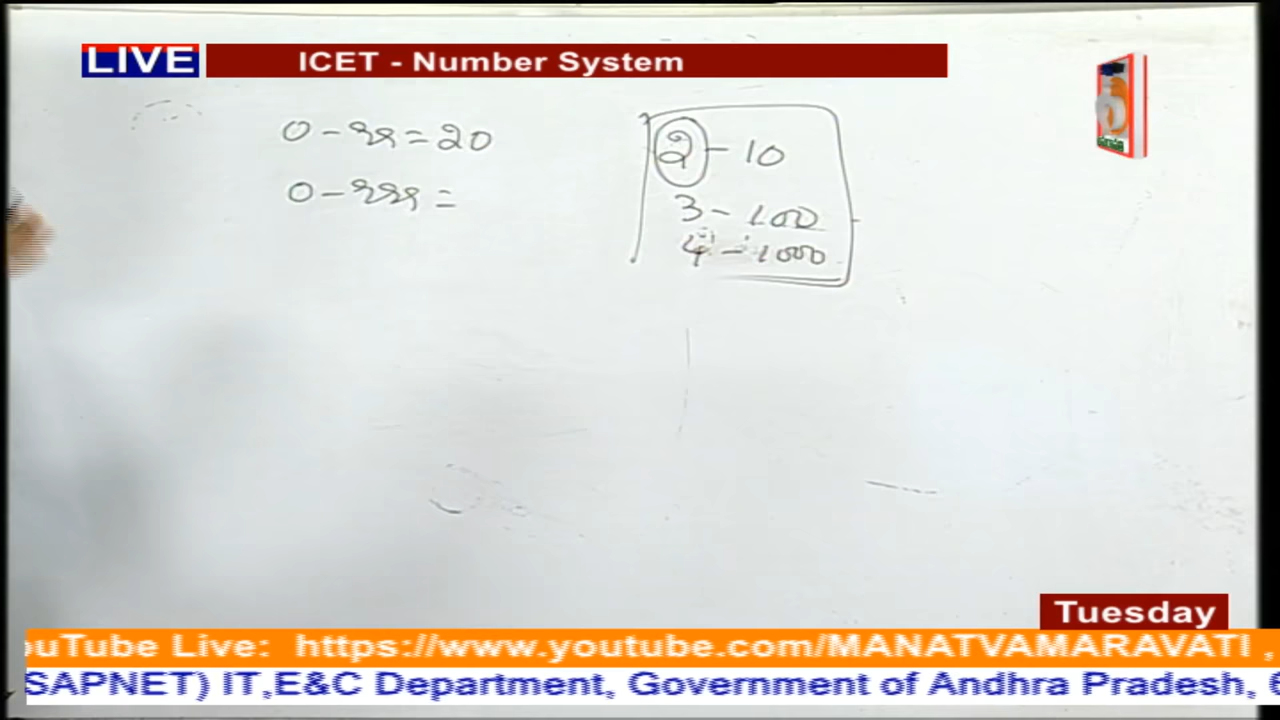 LIVE
ICET - Number System
0 - 99 = 20
0 - 999 =
2 - 10
3 - 100
4 - 1000
Tuesday
ouTube Live: https://www.youtube.com/MANATVAMARAVATI ,
SAPNET) IT,E&C Department, Government of Andhra Pradesh, 6